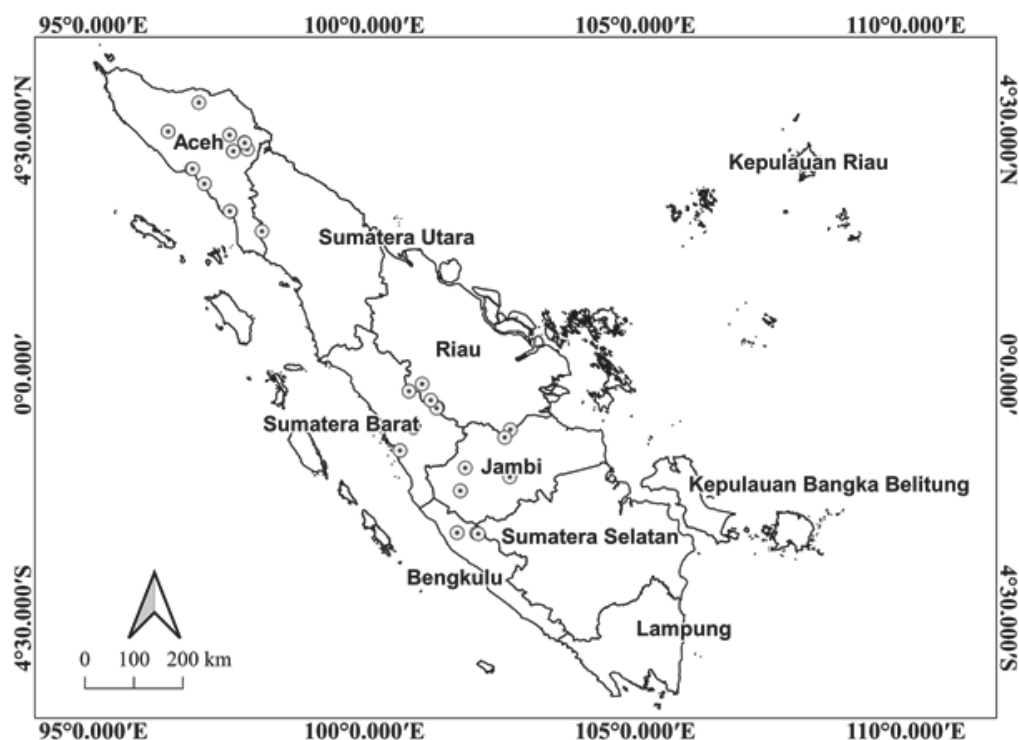 95°0.000′E 100°0.000′E 105°0.000′E 110°0.000′E
4°30.000′N
4°30.000′N
Aceh
Kepulauan Riau
Sumatera Utara
Riau
0°0.000′
0°0.000′
Sumatera Barat
Jambi
Kepulauan Bangka Belitung
Sumatera Selatan
Bengkulu
4°30.000′S
4°30.000′S
Lampung
0 100 200 km
95°0.000′E 100°0.000′E 105°0.000′E 110°0.000′E